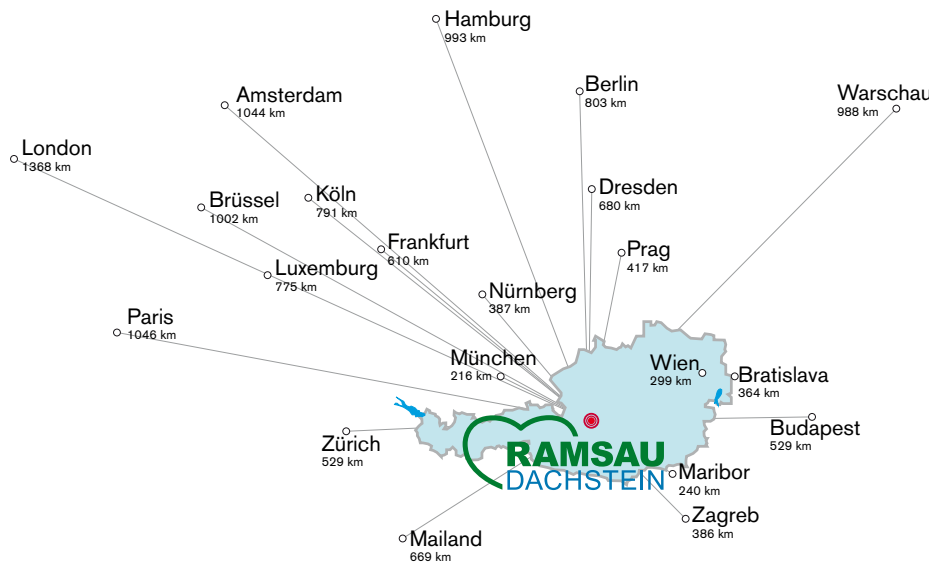 Hamburg
993 km
Berlin
803 km
Warschau
988 km
Amsterdam
1044 km
London
1368 km
Köln
791 km
Brüssel
1002 km
Dresden
680 km
Frankfurt
610 km
Prag
417 km
Luxemburg
775 km
Nürnberg
387 km
Paris
1046 km
München
216 km
Wien
299 km
Bratislava
364 km
Budapest
529 km
Zürich
529 km
RAMSAU
DACHSTEIN
Maribor
240 km
Zagreb
386 km
Mailand
669 km